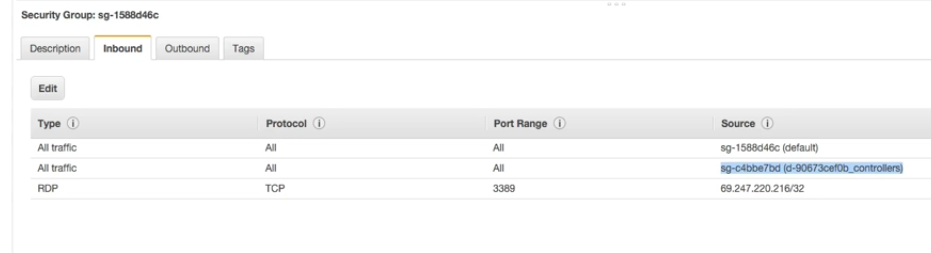 Security Group: sg-1588d46c
Description Inbound Outbound Tags
Edit
Type i Protocol i Port Range i Source i
All traffic All All sg-1588d46c (default)
All traffic All All sg-c4bbe7bd (d-90673cef0b_controllers)
RDP TCP 3389 69.247.220.216/32